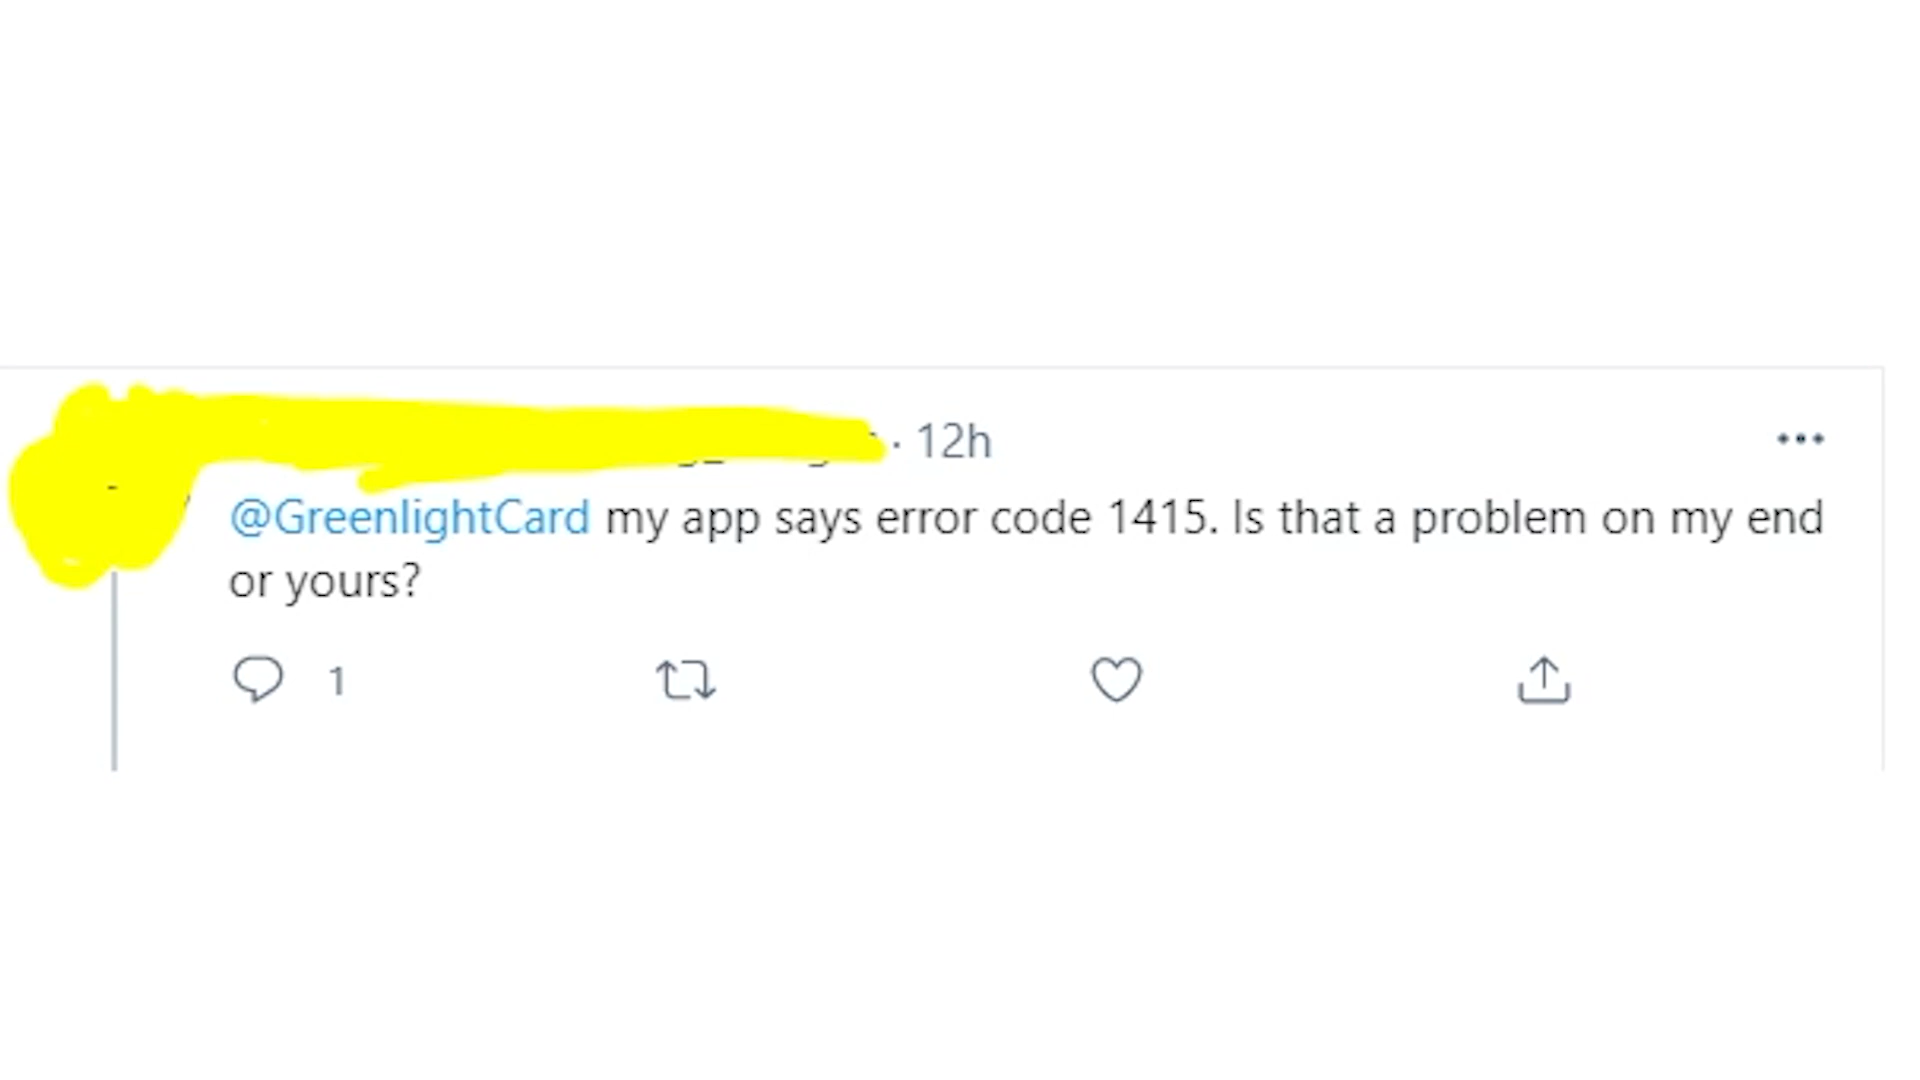 · 12h
@GreenlightCard my app says error code 1415. Is that a problem on my end
or yours?
1